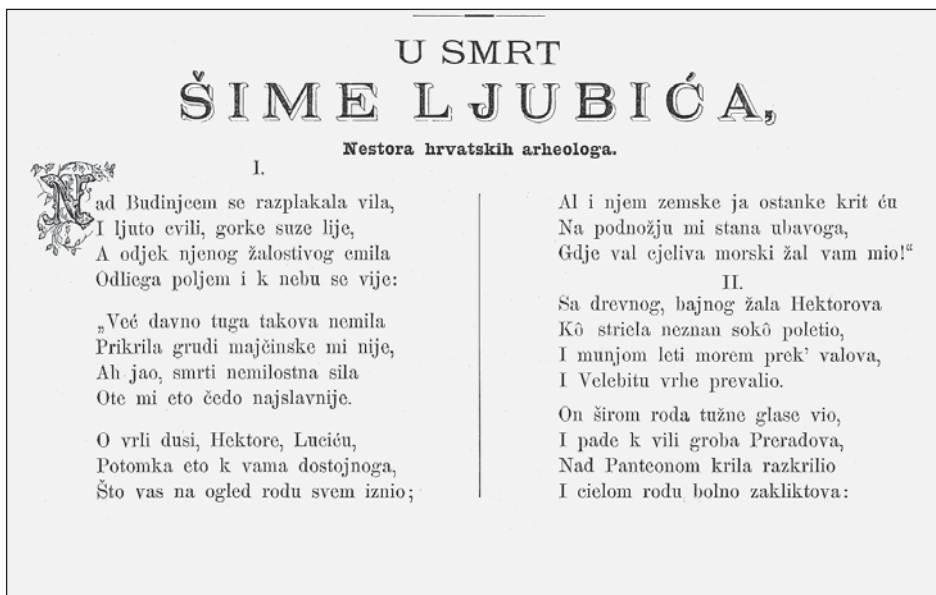 U SMRT
ŠIME LJUBIĆA,
Nestora hrvatskih arheologa.
I.
Nad Budinjcem se razplakala vila,
I ljuto cvili, gorke suze lije,
A odjek njenog žalostivog cmila
Odliega poljem i k nebu se vije:
„Već davno tuga takova nemila
Prikrila grudi majčinske mi nije,
Ah jao, smrti nemilostna sila
Ote mi eto čedo najslavnije.
O vrli dusi, Hektore, Luciću,
Potomka eto k vama dostojnoga,
Što vas na ogled rodu svem iznio;
Al i njem zemske ja ostanke krit ću
Na podnožju mi stana ubavoga,
Gdje val cjeliva morski žal vam mio!“
II.
Sa drevnog, bajnog žala Hektorova
Kô striela neznan sokô poletio,
I munjom leti morem prek’ valova,
I Velebitu vrhe prevalio.
On širom roda tužne glase vio,
I pade k vili groba Preradova,
Nad Panteonom krila razkrilio
I cielom rodu bolno zakliktova: